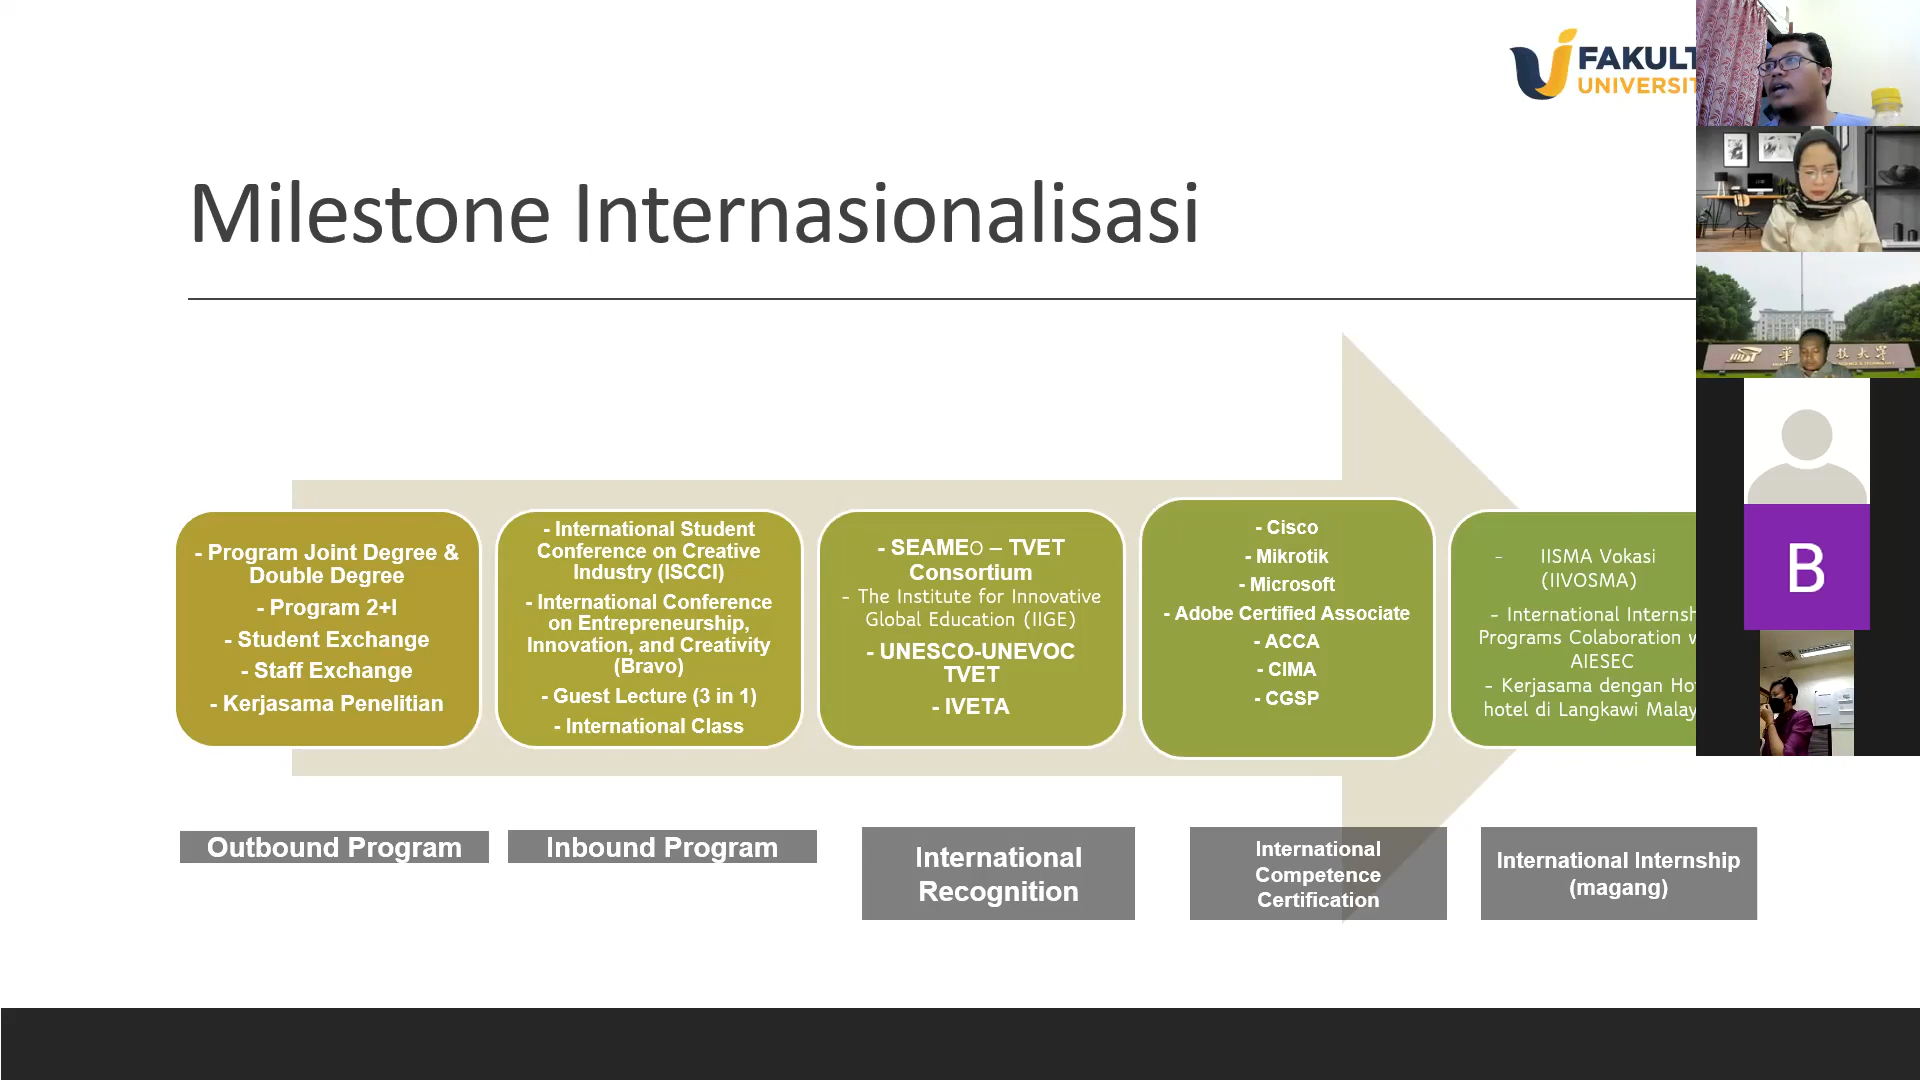 FAKULT
UNIVERSIT
Milestone Internasionalisasi
- Program Joint Degree &
Double Degree
- Program 2+I
- Student Exchange
- Staff Exchange
- Kerjasama Penelitian
- International Student
Conference on Creative
Industry (ISCCI)
- International Conference
on Entrepreneurship,
Innovation, and Creativity
(Bravo)
- Guest Lecture (3 in 1)
- International Class
- SEAMEO – TVET
Consortium
- The Institute for Innovative
Global Education (IIGE)
- UNESCO-UNEVOC
TVET
- IVETA
- Cisco
- Mikrotik
- Microsoft
- Adobe Certified Associate
- ACCA
- CIMA
- CGSP
- IISMA Vokasi
(IIVOSMA)
- International Internsh
Programs Colaboration w
AIESEC
- Kerjasama dengan Hot
hotel di Langkawi Malay
Outbound Program
Inbound Program
International
Recognition
International
Competence
Certification
International Internship
(magang)
B